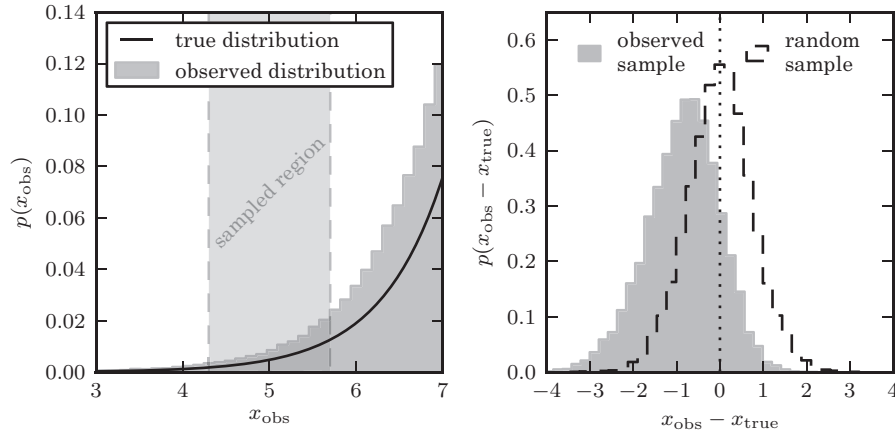 true distribution
observed distribution
sampled region
0.14
0.12
0.10
0.08
0.06
0.04
0.02
0.00
p(x_obs)
3 4 5 6 7
x_obs
observed sample
random sample
0.6
0.5
0.4
0.3
0.2
0.1
0.0
p(x_obs − x_true)
−4 −3 −2 −1 0 1 2 3 4
x_obs − x_true